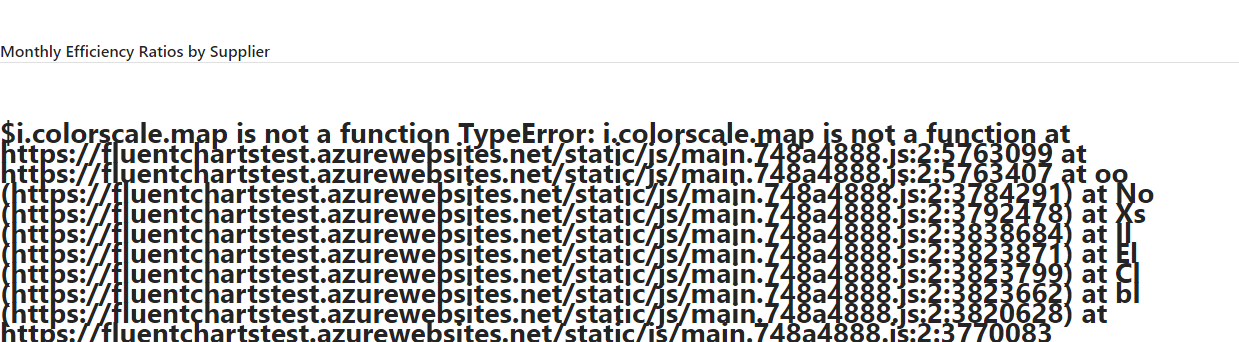 Monthly Efficiency Ratios by Supplier
$i.colorscale.map is not a function TypeError: i.colorscale.map is not a function at
https://fluentchartstest.azurewebsites.net/static/js/main.748a4888.js:2:5763099 at
https://fluentchartstest.azurewebsites.net/static/js/main.748a4888.js:2:5763407 at oo
(https://fluentchartstest.azurewebsites.net/static/js/main.748a4888.js:2:3784291) at No
(https://fluentchartstest.azurewebsites.net/static/js/main.748a4888.js:2:3792478) at Xs
(https://fluentchartstest.azurewebsites.net/static/js/main.748a4888.js:2:3838684) at Il
(https://fluentchartstest.azurewebsites.net/static/js/main.748a4888.js:2:3823871) at El
(https://fluentchartstest.azurewebsites.net/static/js/main.748a4888.js:2:3823799) at Cl
(https://fluentchartstest.azurewebsites.net/static/js/main.748a4888.js:2:3823662) at bl
(https://fluentchartstest.azurewebsites.net/static/js/main.748a4888.js:2:3820628) at
https://fluentchartstest.azurewebsites.net/static/js/main.748a4888.js:2:3770083